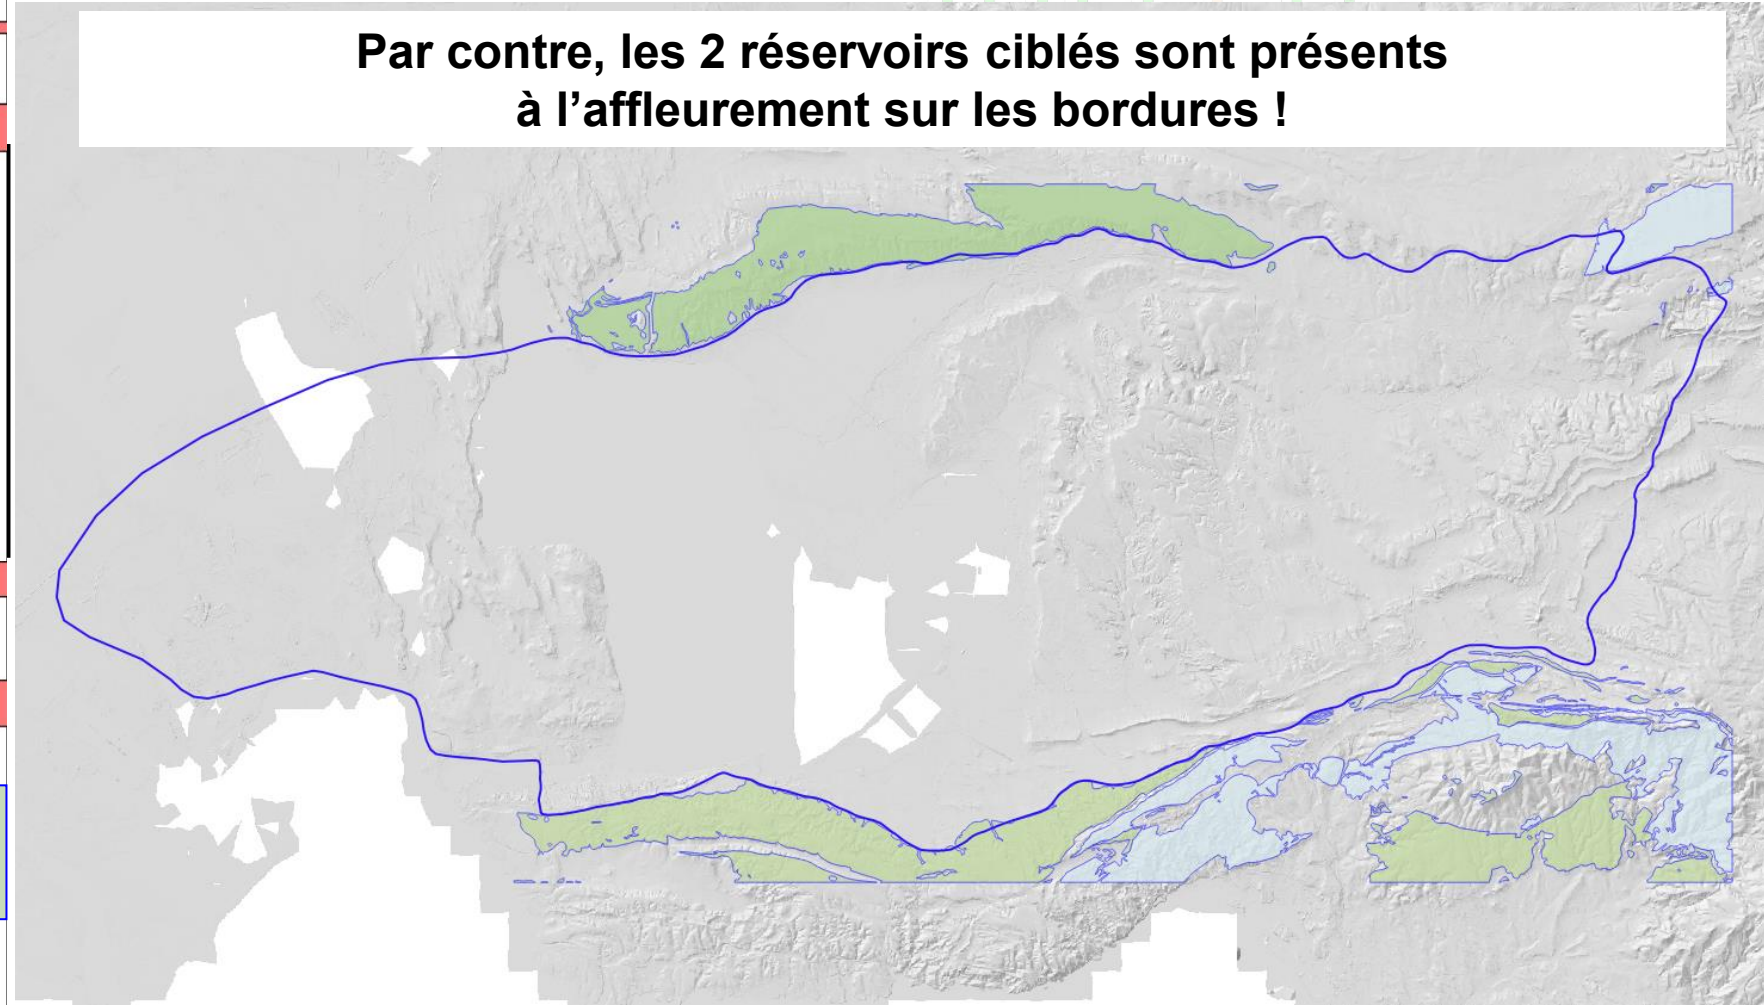 Par contre, les 2 réservoirs ciblés sont présents
à l’affleurement sur les bordures !